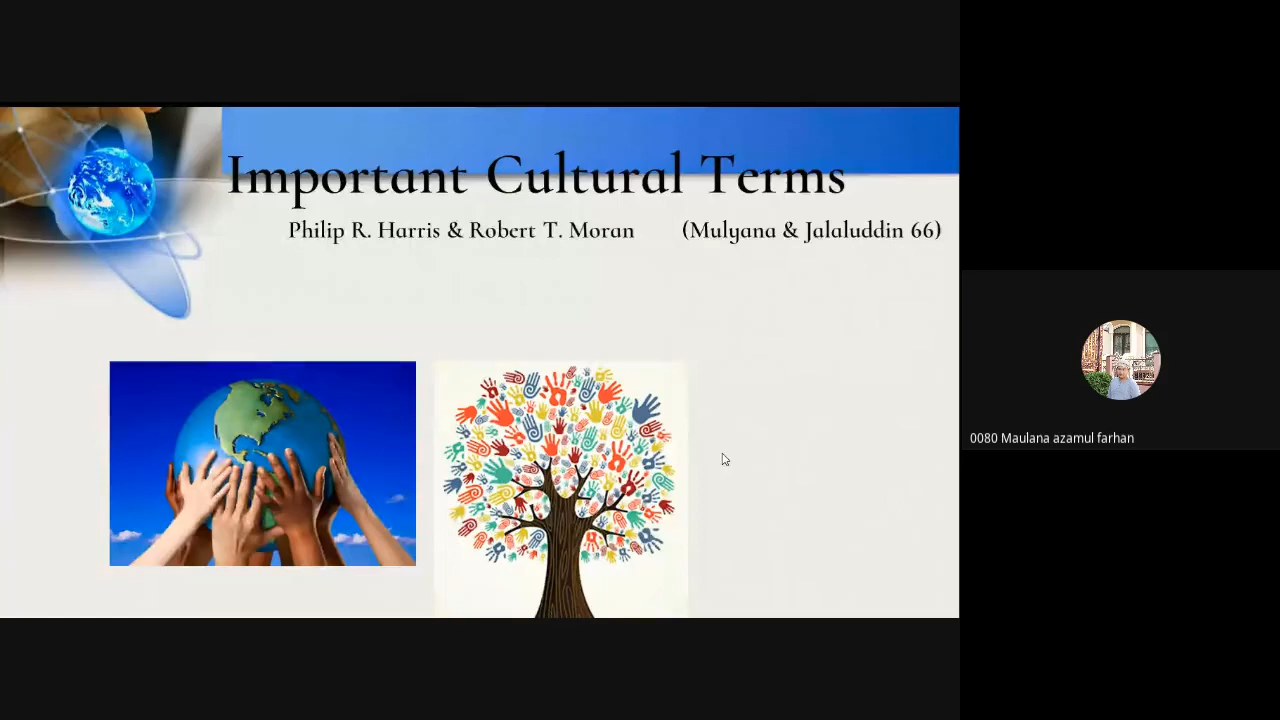 Important Cultural Terms
Philip R. Harris & Robert T. Moran (Mulyana & Jalaluddin 66)
0080 Maulana azamul farhan